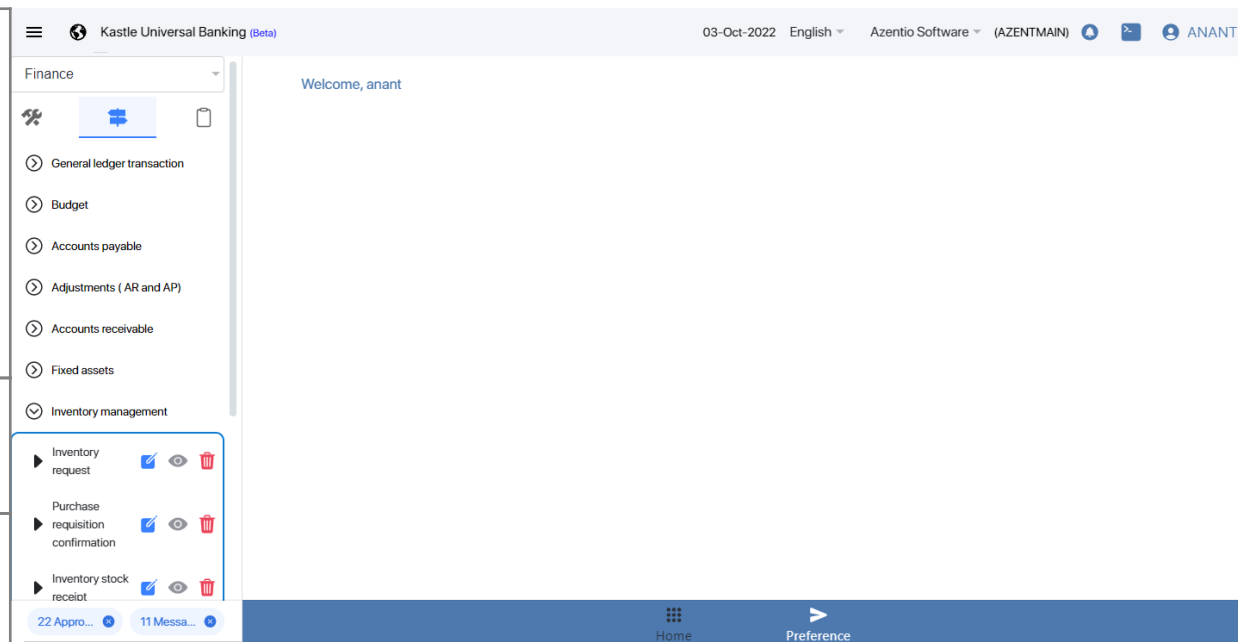 Kastle Universal Banking (Beta)
03-Oct-2022 English Azentio Software (AZENTMAIN) ANANT
Finance
Welcome, anant
General ledger transaction
Budget
Accounts payable
Adjustments ( AR and AP)
Accounts receivable
Fixed assets
Inventory management
Inventory
request
Purchase
requisition
confirmation
Inventory stock
receipt
22 Appro...
11 Messa...
Home
Preference